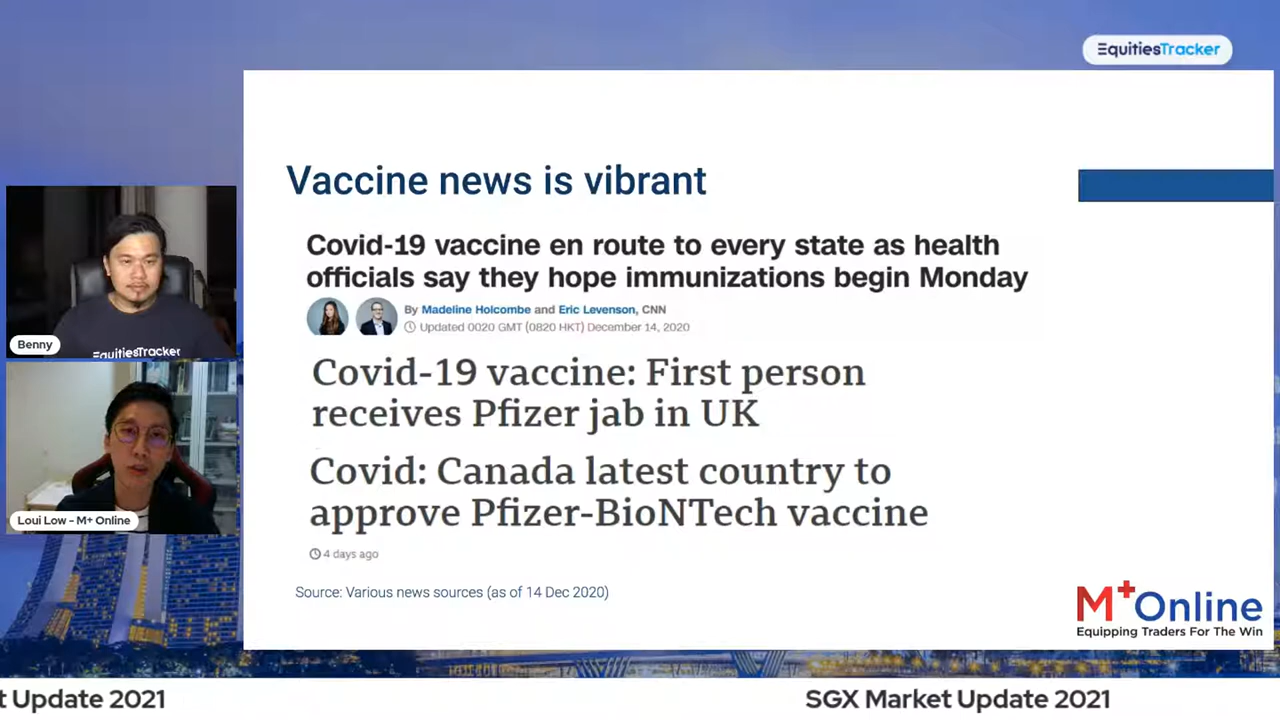 EquitiesTracker
Vaccine news is vibrant
Covid-19 vaccine en route to every state as health
officials say they hope immunizations begin Monday
By Madeline Holcombe and Eric Levenson, CNN
Updated 0020 GMT (0820 HKT) December 14, 2020
Covid-19 vaccine: First person
receives Pfizer jab in UK
Covid: Canada latest country to
approve Pfizer-BioNTech vaccine
4 days ago
Source: Various news sources (as of 14 Dec 2020)
M+Online
Equipping Traders For The Win
EquitiesTracker
Benny
Loui Low - M+ Online
t Update 2021
SGX Market Update 2021